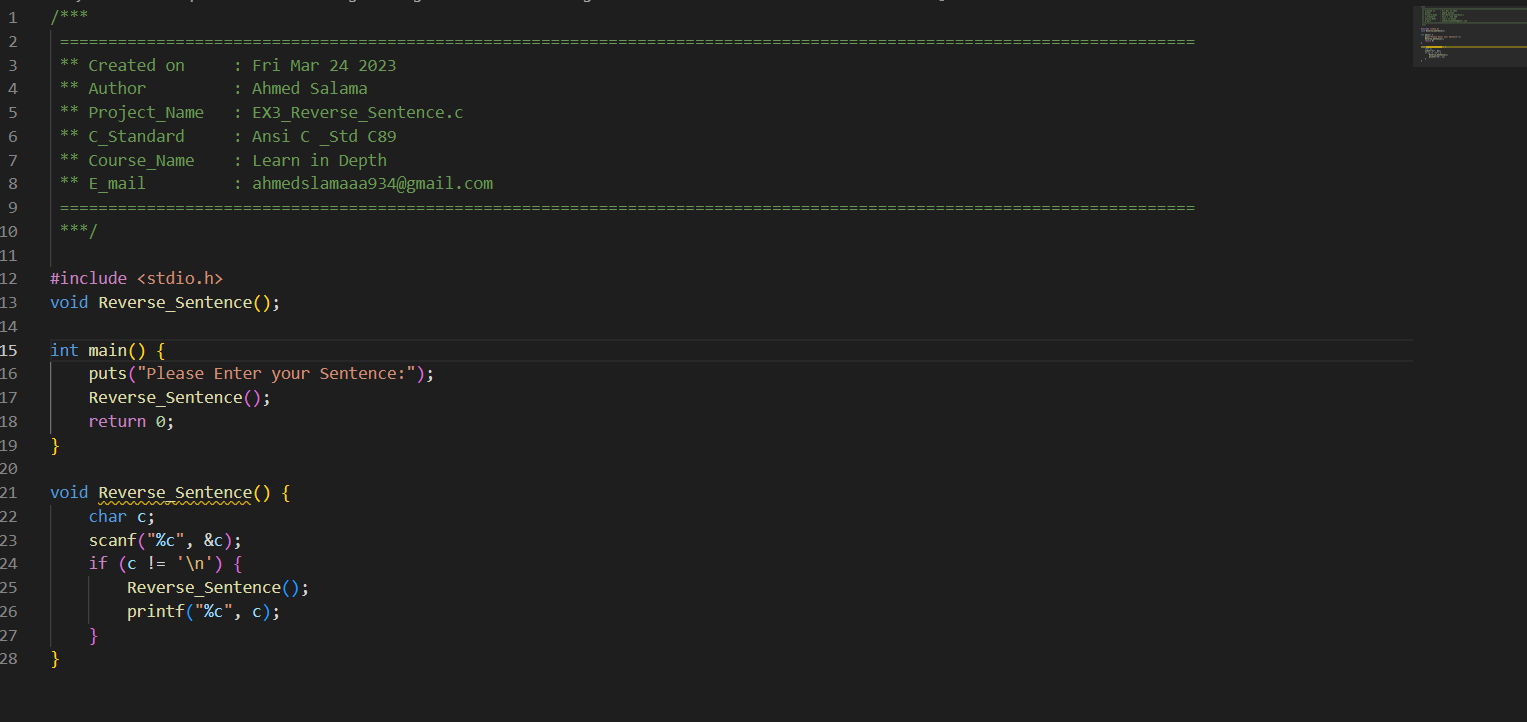 1 /***
2 ======================================================================================================================
3 ** Created on     : Fri Mar 24 2023
4 ** Author         : Ahmed Salama
5 ** Project_Name   : EX3_Reverse_Sentence.c
6 ** C_Standard     : Ansi C _Std C89
7 ** Course_Name    : Learn in Depth
8 ** E_mail         : ahmedslamaaa934@gmail.com
9 ======================================================================================================================
10 ***/
11
12 #include <stdio.h>
13 void Reverse_Sentence();
14
15 int main() {
16     puts("Please Enter your Sentence:");
17     Reverse_Sentence();
18     return 0;
19 }
20
21 void Reverse_Sentence() {
22     char c;
23     scanf("%c", &c);
24     if (c != '\n') {
25         Reverse_Sentence();
26         printf("%c", c);
27     }
28 }